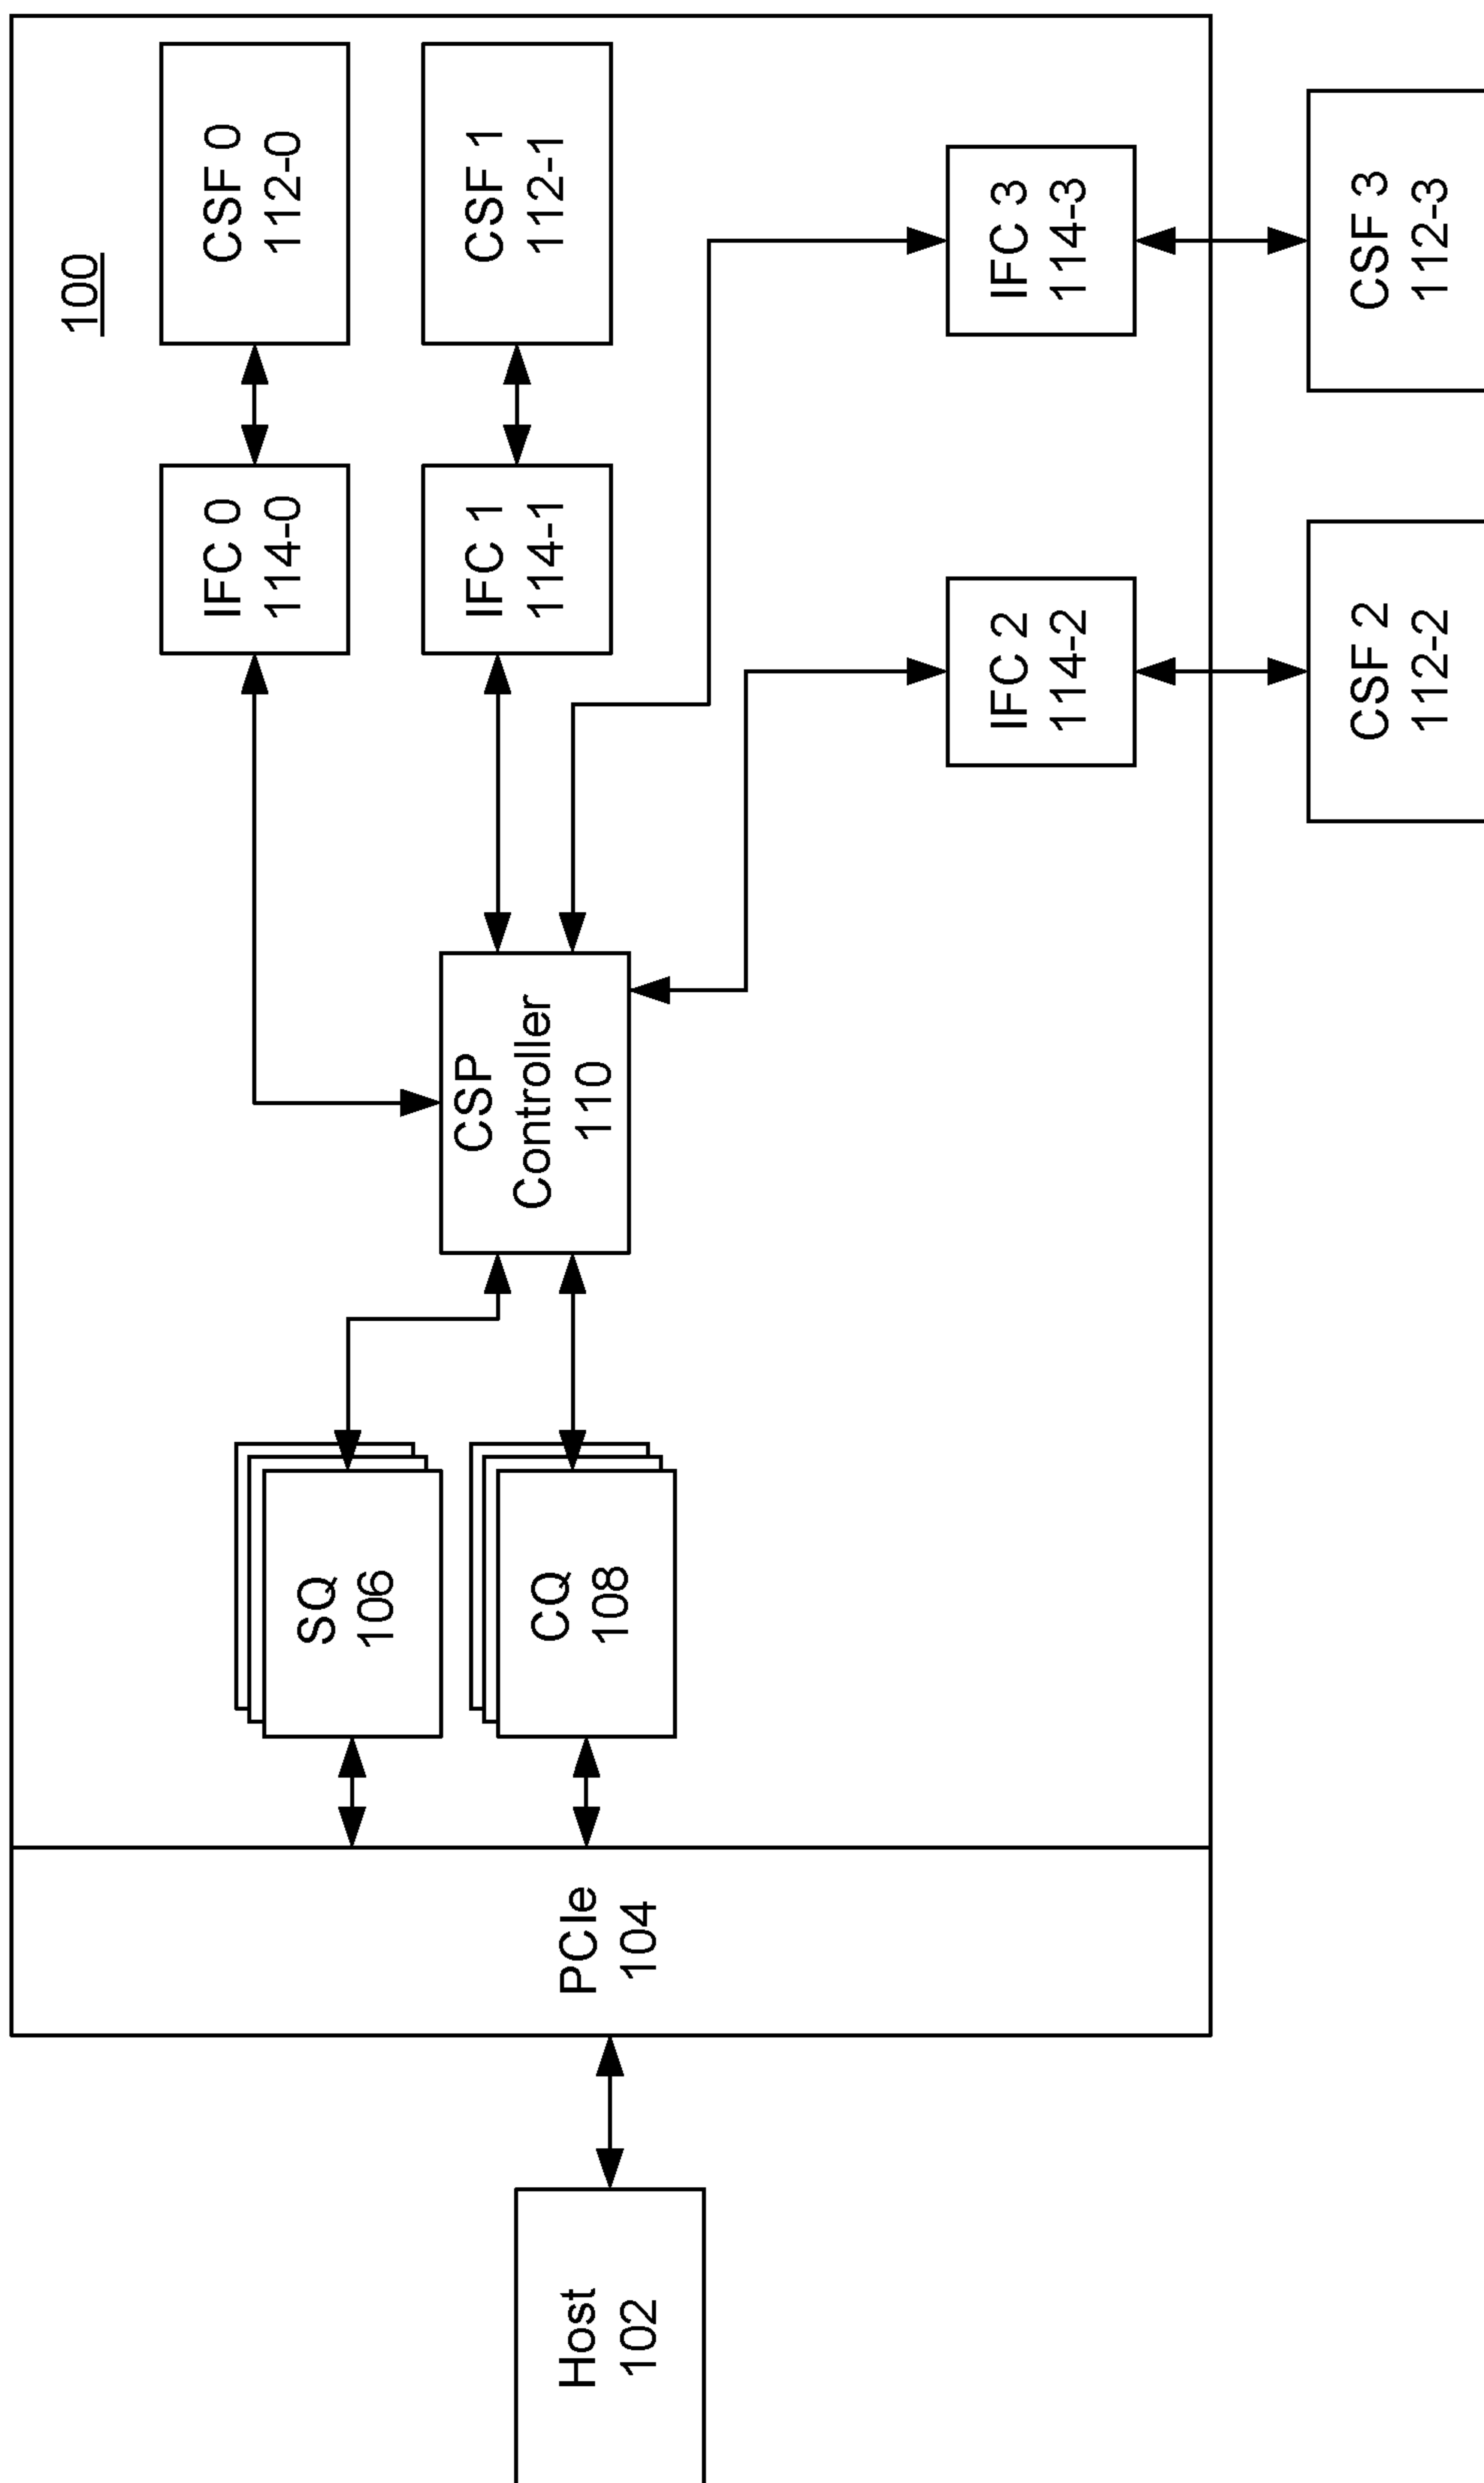 100
Host
102
PCIe
104
SQ
106
CQ
108
CSP
Controller
110
IFC 0
114-0
CSF 0
112-0
IFC 1
114-1
CSF 1
112-1
IFC 2
114-2
IFC 3
114-3
CSF 2
112-2
CSF 3
112-3